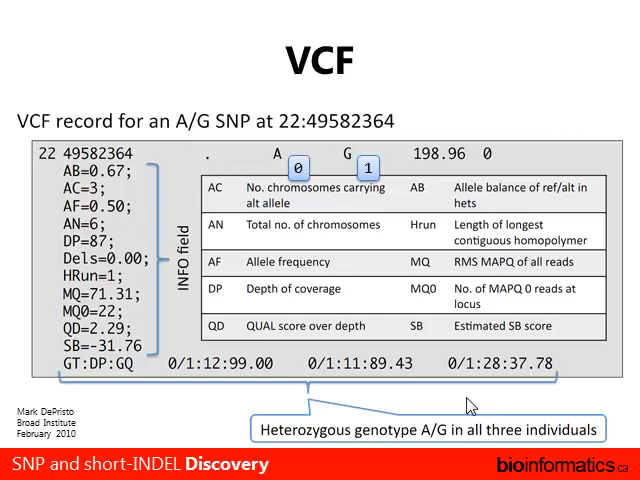 VCF
VCF record for an A/G SNP at 22:49582364
22 49582364 . A G 198.96 0
0 1
AB=0.67;
AC=3;
AF=0.50;
AN=6;
DP=87;
Dels=0.00;
HRun=1;
MQ=71.31;
MQ0=22;
QD=2.29;
SB=-31.76
GT:DP:GQ 0/1:12:99.00 0/1:11:89.43 0/1:28:37.78
INFO field
AC No. chromosomes carrying alt allele AB Allele balance of ref/alt in hets
AN Total no. of chromosomes Hrun Length of longest contiguous homopolymer
AF Allele frequency MQ RMS MAPQ of all reads
DP Depth of coverage MQ0 No. of MAPQ 0 reads at locus
QD QUAL score over depth SB Estimated SB score
Heterozygous genotype A/G in all three individuals
Mark DePristo
Broad Institute
February 2010
SNP and short-INDEL Discovery
bioinformatics.ca